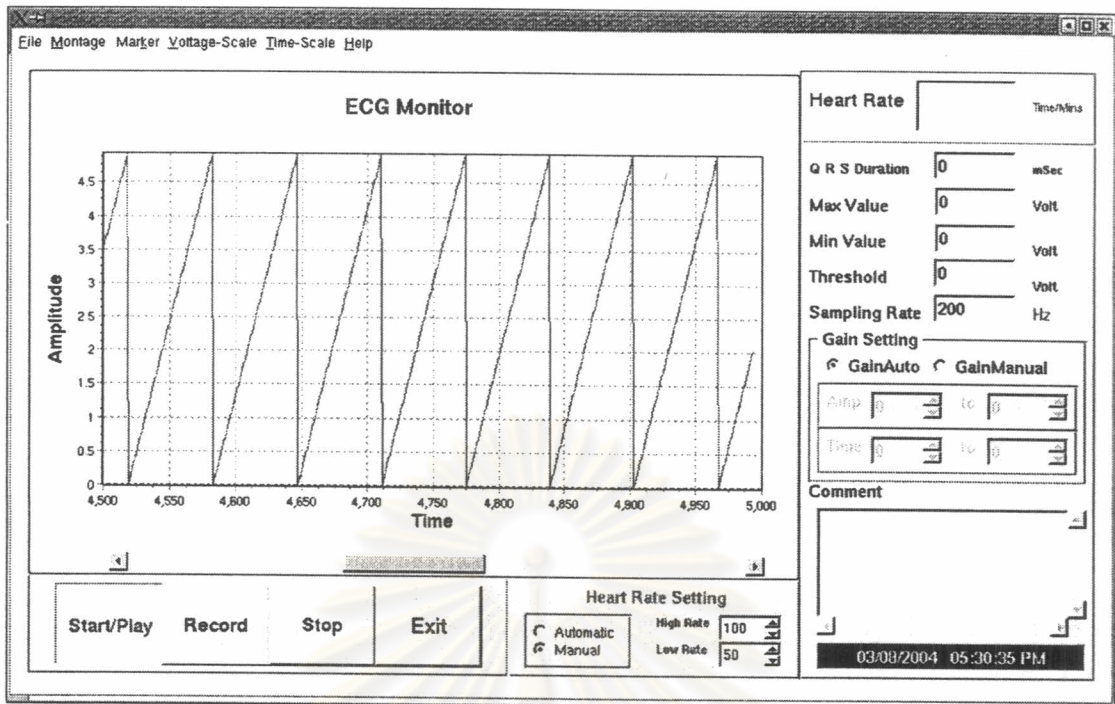 File Montage Marker Voltage-Scale Time-Scale Help
ECG Monitor
Amplitude
4.5
4
3.5
3
2.5
2
1.5
1
0.5
0
4,500 4,550 4,600 4,650 4,700 4,750 4,800 4,850 4,900 4,950 5,000
Time
Start/Play Record Stop Exit
Heart Rate Setting
Automatic
Manual
High Rate 100
Low Rate 50
Heart Rate Time/Mins
Q R S Duration 0 mSec
Max Value 0 Volt
Min Value 0 Volt
Threshold 0 Volt
Sampling Rate 200 Hz
Gain Setting
GainAuto GainManual
Amp 0 to 0
Time 0 to 0
Comment
03/08/2004 05:30:35 PM